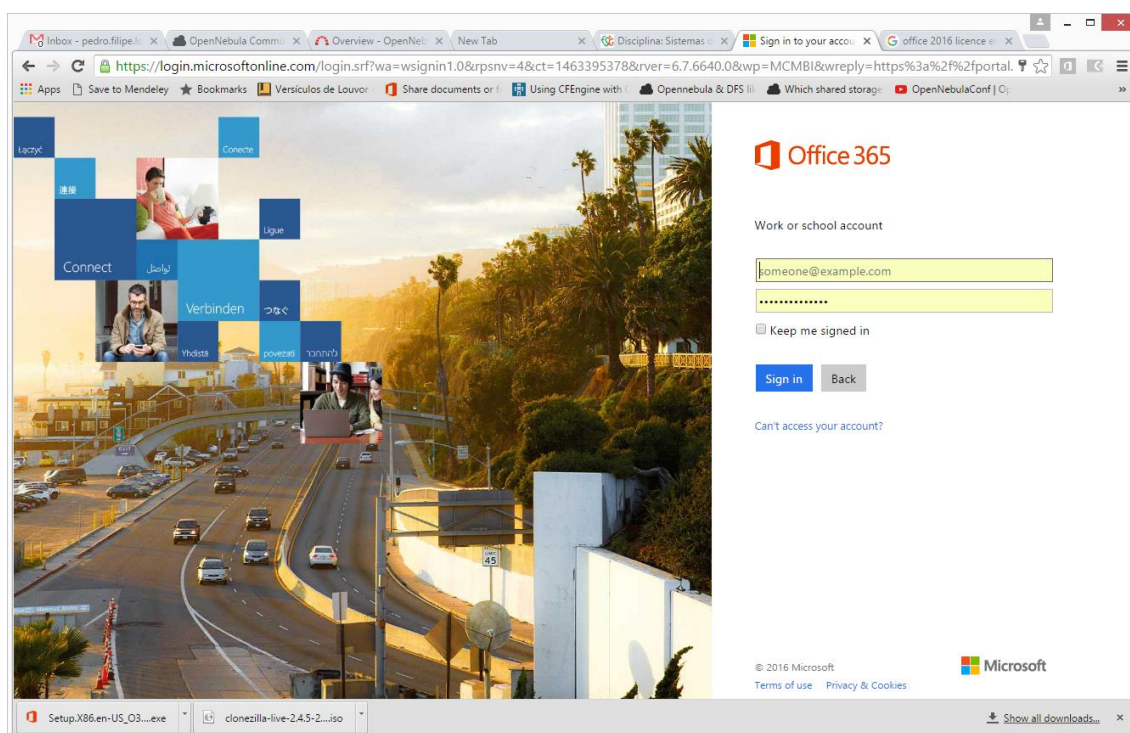 Inbox - pedro.filipe.lo
OpenNebula Commu
Overview - OpenNeb
New Tab
Disciplina: Sistemas d
Sign in to your accou
office 2016 licence e
https://login.microsoftonline.com/login.srf?wa=wsignin1.0&rpsnv=4&ct=1463395378&rver=6.7.6640.0&wp=MCMBI&wreply=https%3a%2f%2fportal.
Apps
Save to Mendeley
Bookmarks
Versículos de Louvor
Share documents or f
Using CFEngine with
Opennebula & DFS li
Which shared storage
OpenNebulaConf | Op
Łączyć
Conecte
連接
Ligue
Connect
تواصل
Verbinden
つなぐ
Yhdistä
povezati
להתחבר
EXIT
LIMIT
45
Office 365
Work or school account
someone@example.com
Keep me signed in
Sign in
Back
Can't access your account?
© 2016 Microsoft
Microsoft
Terms of use
Privacy & Cookies
Setup.X86.en-US_O3....exe
clonezilla-live-2.4.5-2....iso
Show all downloads...